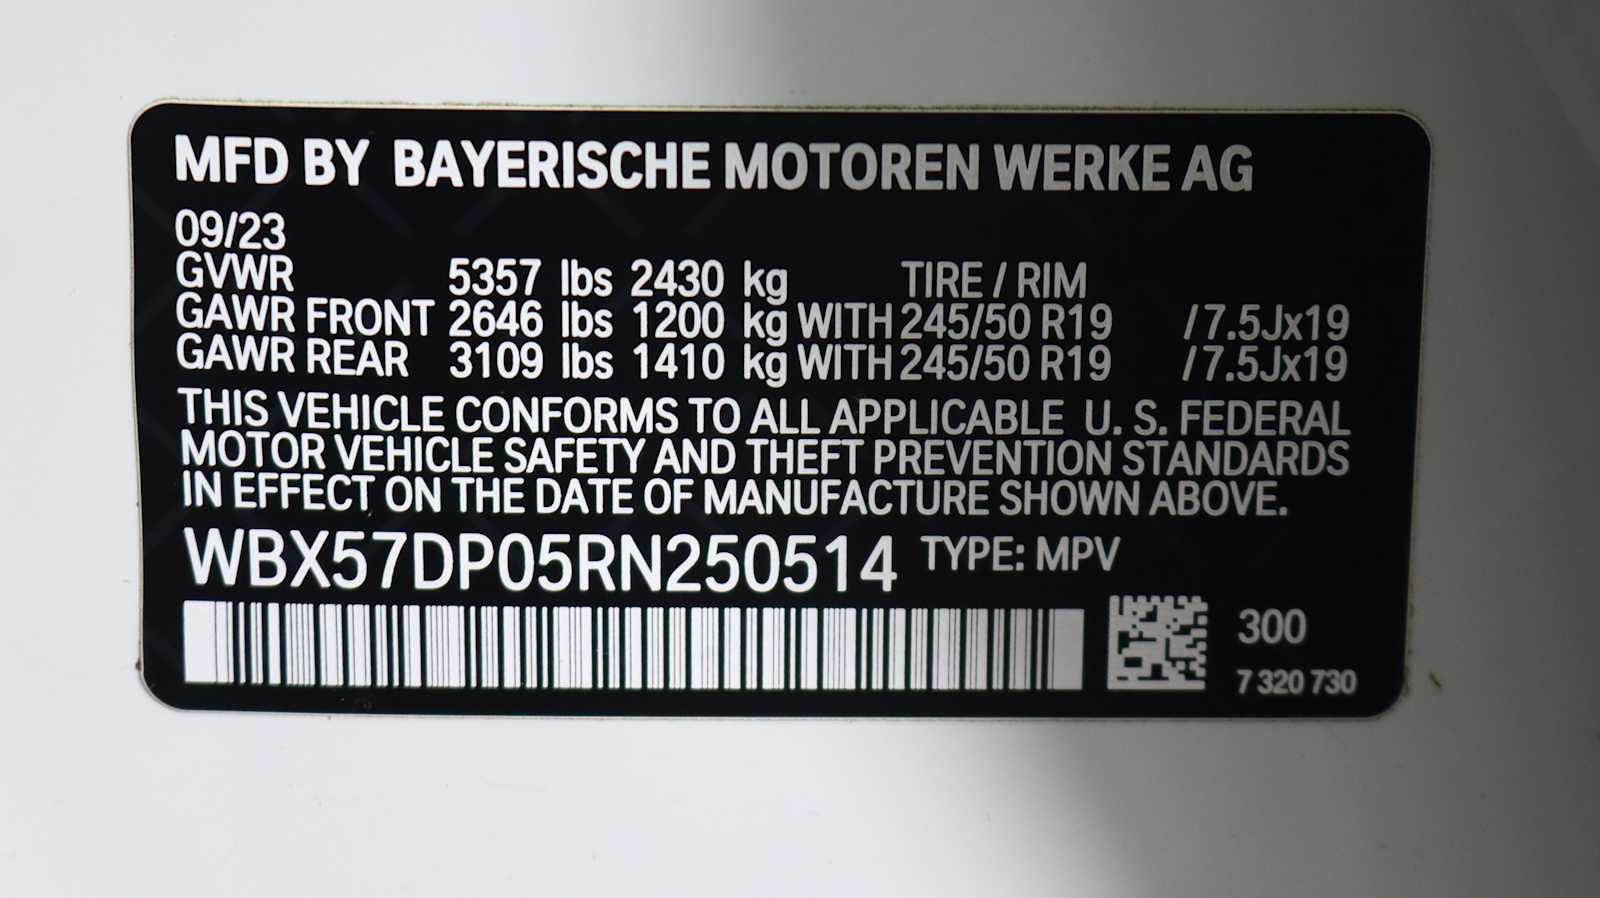 MFD BY BAYERISCHE MOTOREN WERKE AG
09/23
GVWR 5357 lbs 2430 kg TIRE / RIM
GAWR FRONT 2646 lbs 1200 kg WITH 245/50 R19 /7.5Jx19
GAWR REAR 3109 lbs 1410 kg WITH 245/50 R19 /7.5Jx19
THIS VEHICLE CONFORMS TO ALL APPLICABLE U. S. FEDERAL
MOTOR VEHICLE SAFETY AND THEFT PREVENTION STANDARDS
IN EFFECT ON THE DATE OF MANUFACTURE SHOWN ABOVE.
WBX57DP05RN250514 TYPE: MPV
300
7 320 730